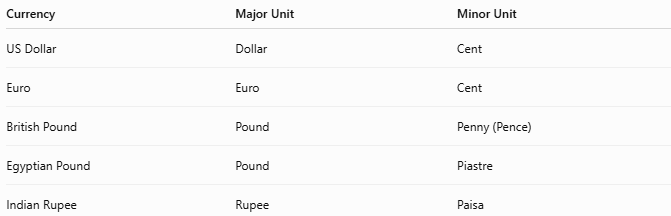 Currency Major Unit Minor Unit
US Dollar Dollar Cent
Euro Euro Cent
British Pound Pound Penny (Pence)
Egyptian Pound Pound Piastre
Indian Rupee Rupee Paisa